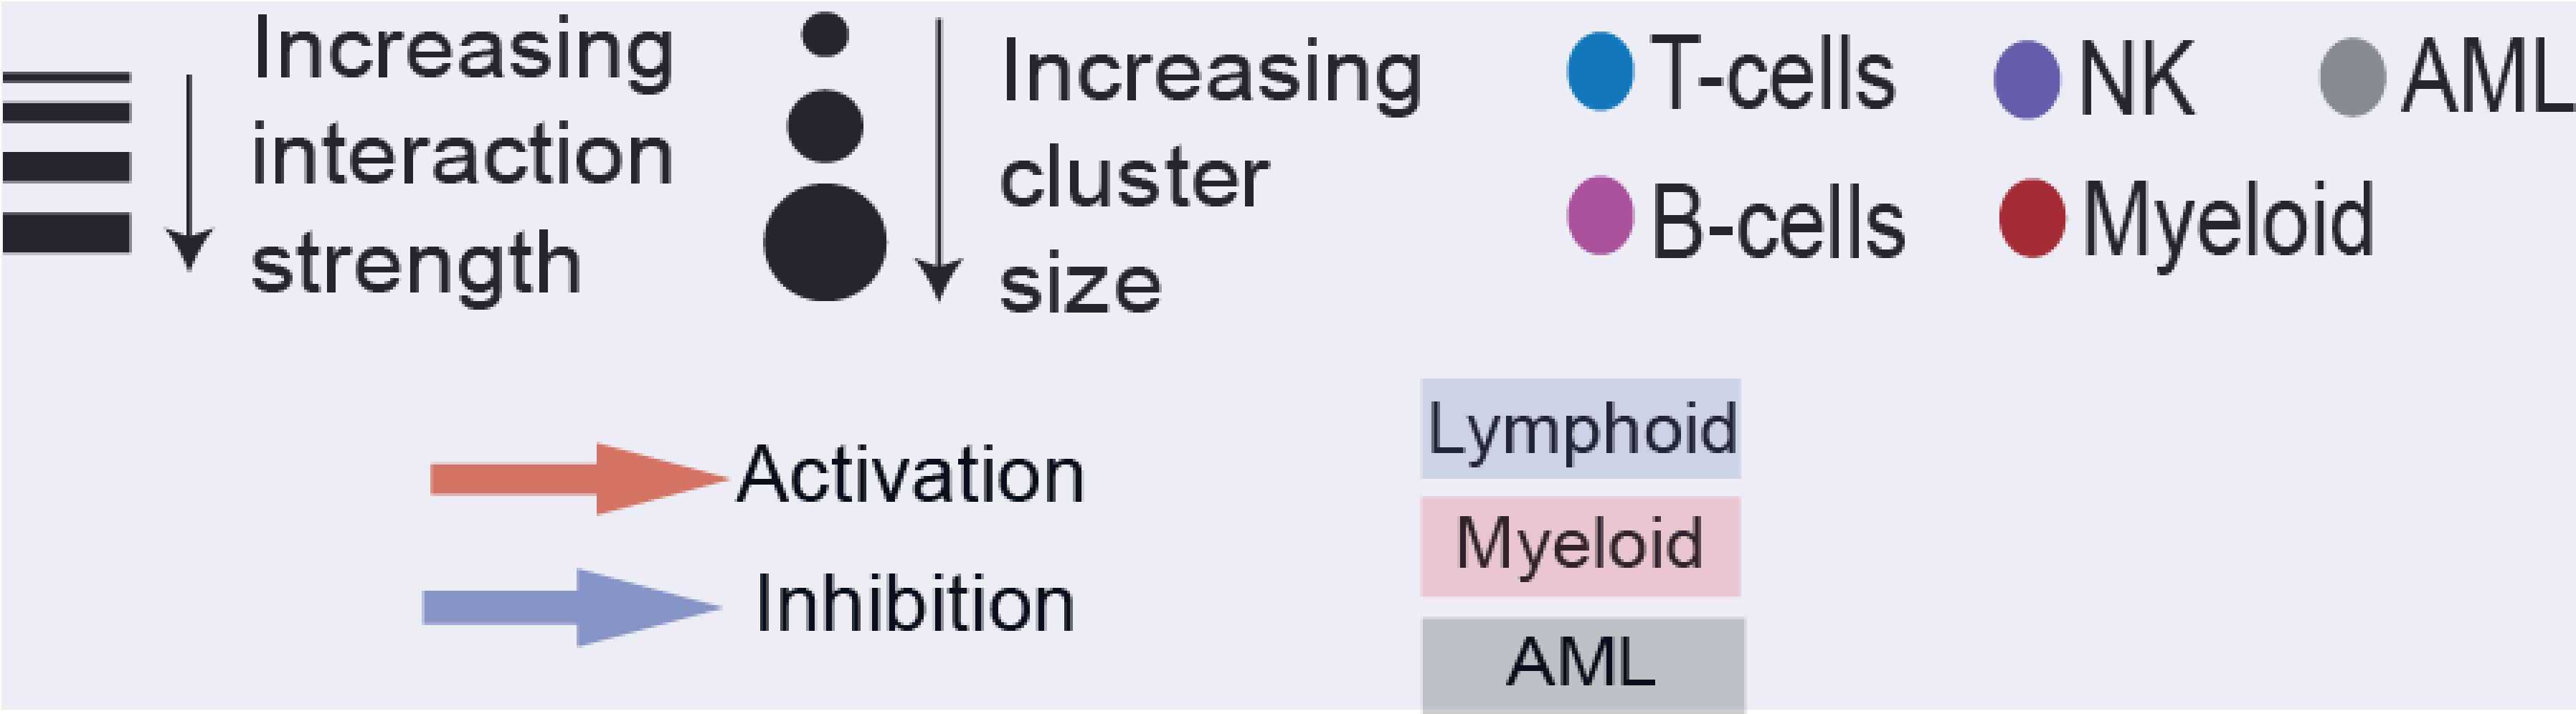 Increasing
interaction
strength
Increasing
cluster
size
T-cells
NK
AML
B-cells
Myeloid
Activation
Inhibition
Lymphoid
Myeloid
AML